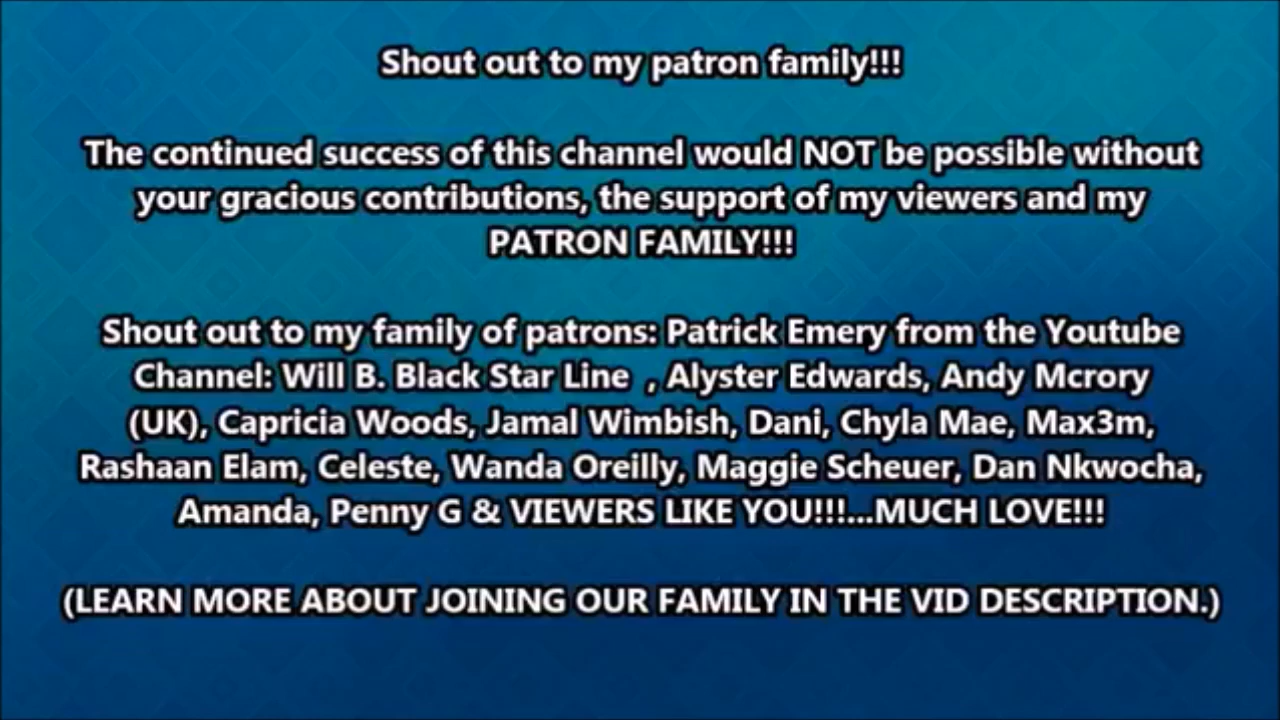 Shout out to my patron family!!!
The continued success of this channel would NOT be possible without
your gracious contributions, the support of my viewers and my
PATRON FAMILY!!!
Shout out to my family of patrons: Patrick Emery from the Youtube
Channel: Will B. Black Star Line , Alyster Edwards, Andy Mcrory
(UK), Capricia Woods, Jamal Wimbish, Dani, Chyla Mae, Max3m,
Rashaan Elam, Celeste, Wanda Oreilly, Maggie Scheuer, Dan Nkwocha,
Amanda, Penny G & VIEWERS LIKE YOU!!!...MUCH LOVE!!!
(LEARN MORE ABOUT JOINING OUR FAMILY IN THE VID DESCRIPTION.)